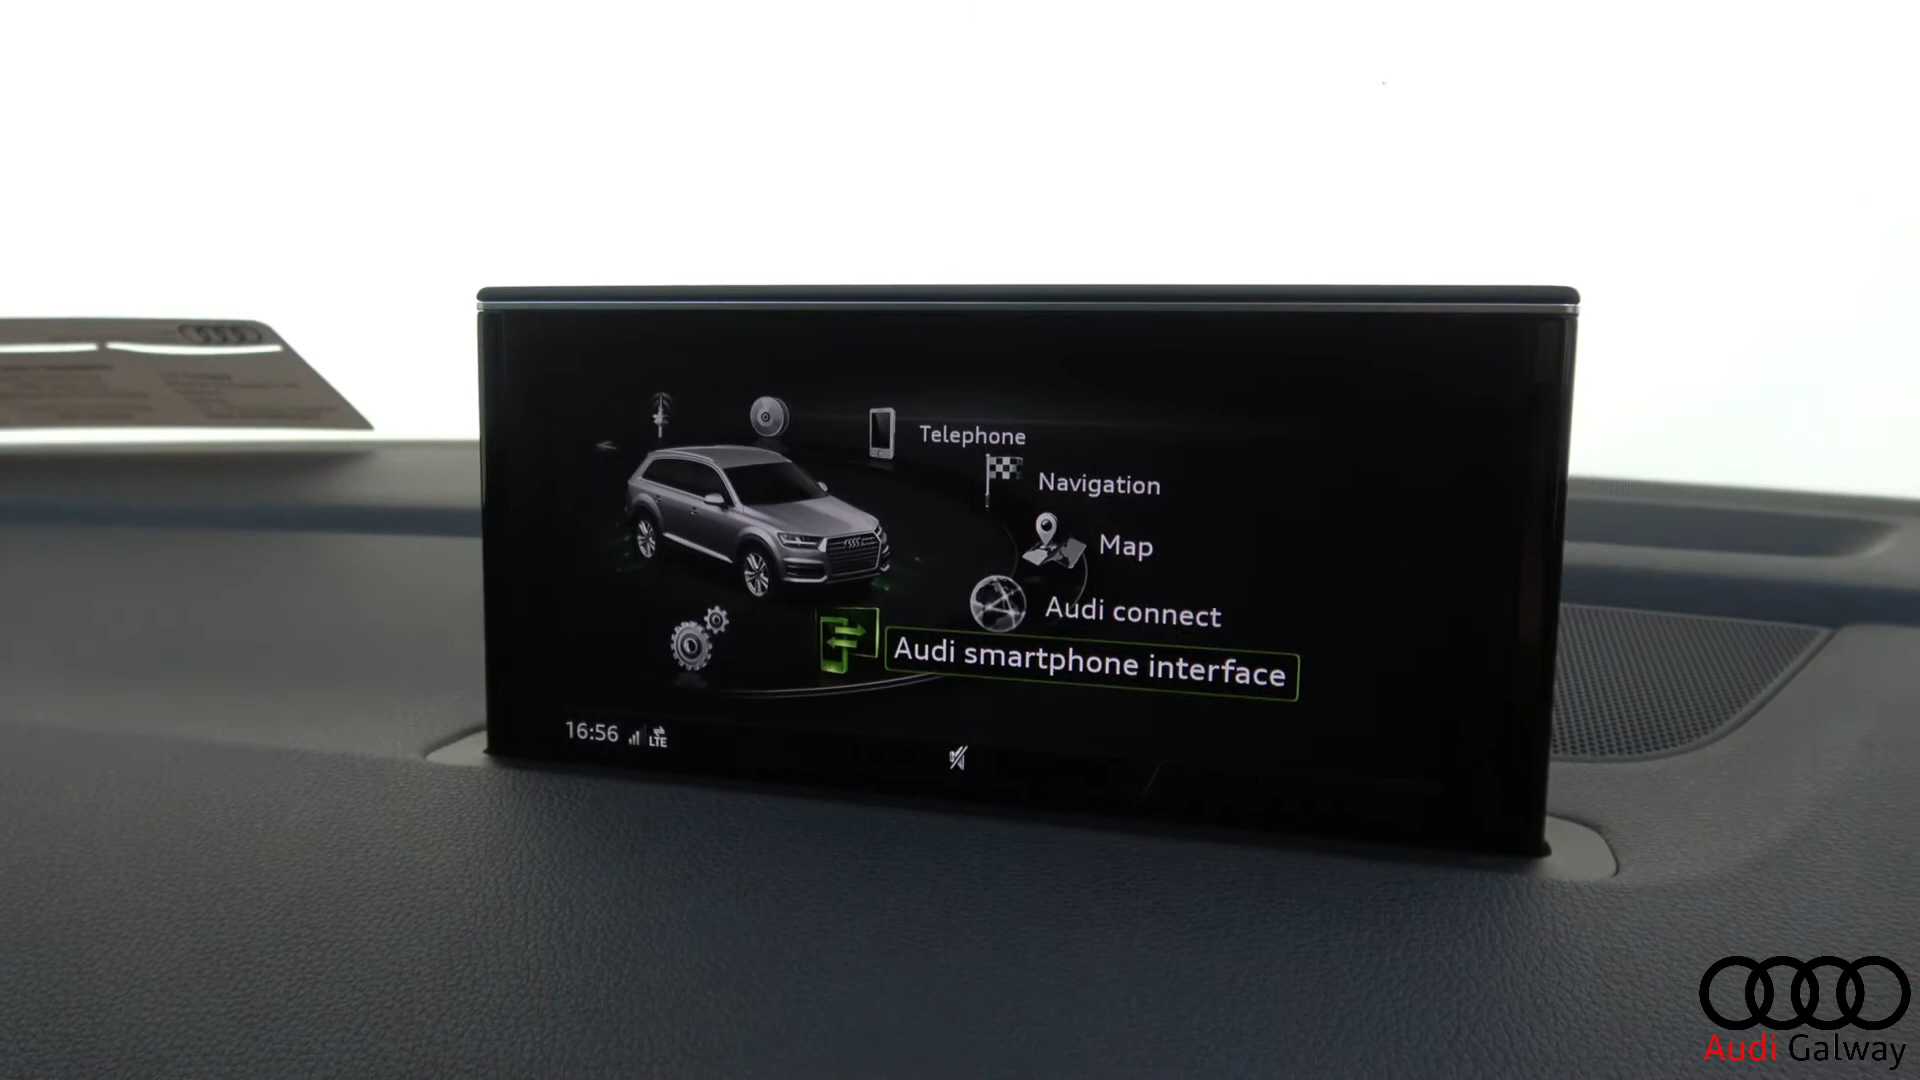 Telephone
Navigation
Map
Audi connect
Audi smartphone interface
16:56 LTE
Audi Galway